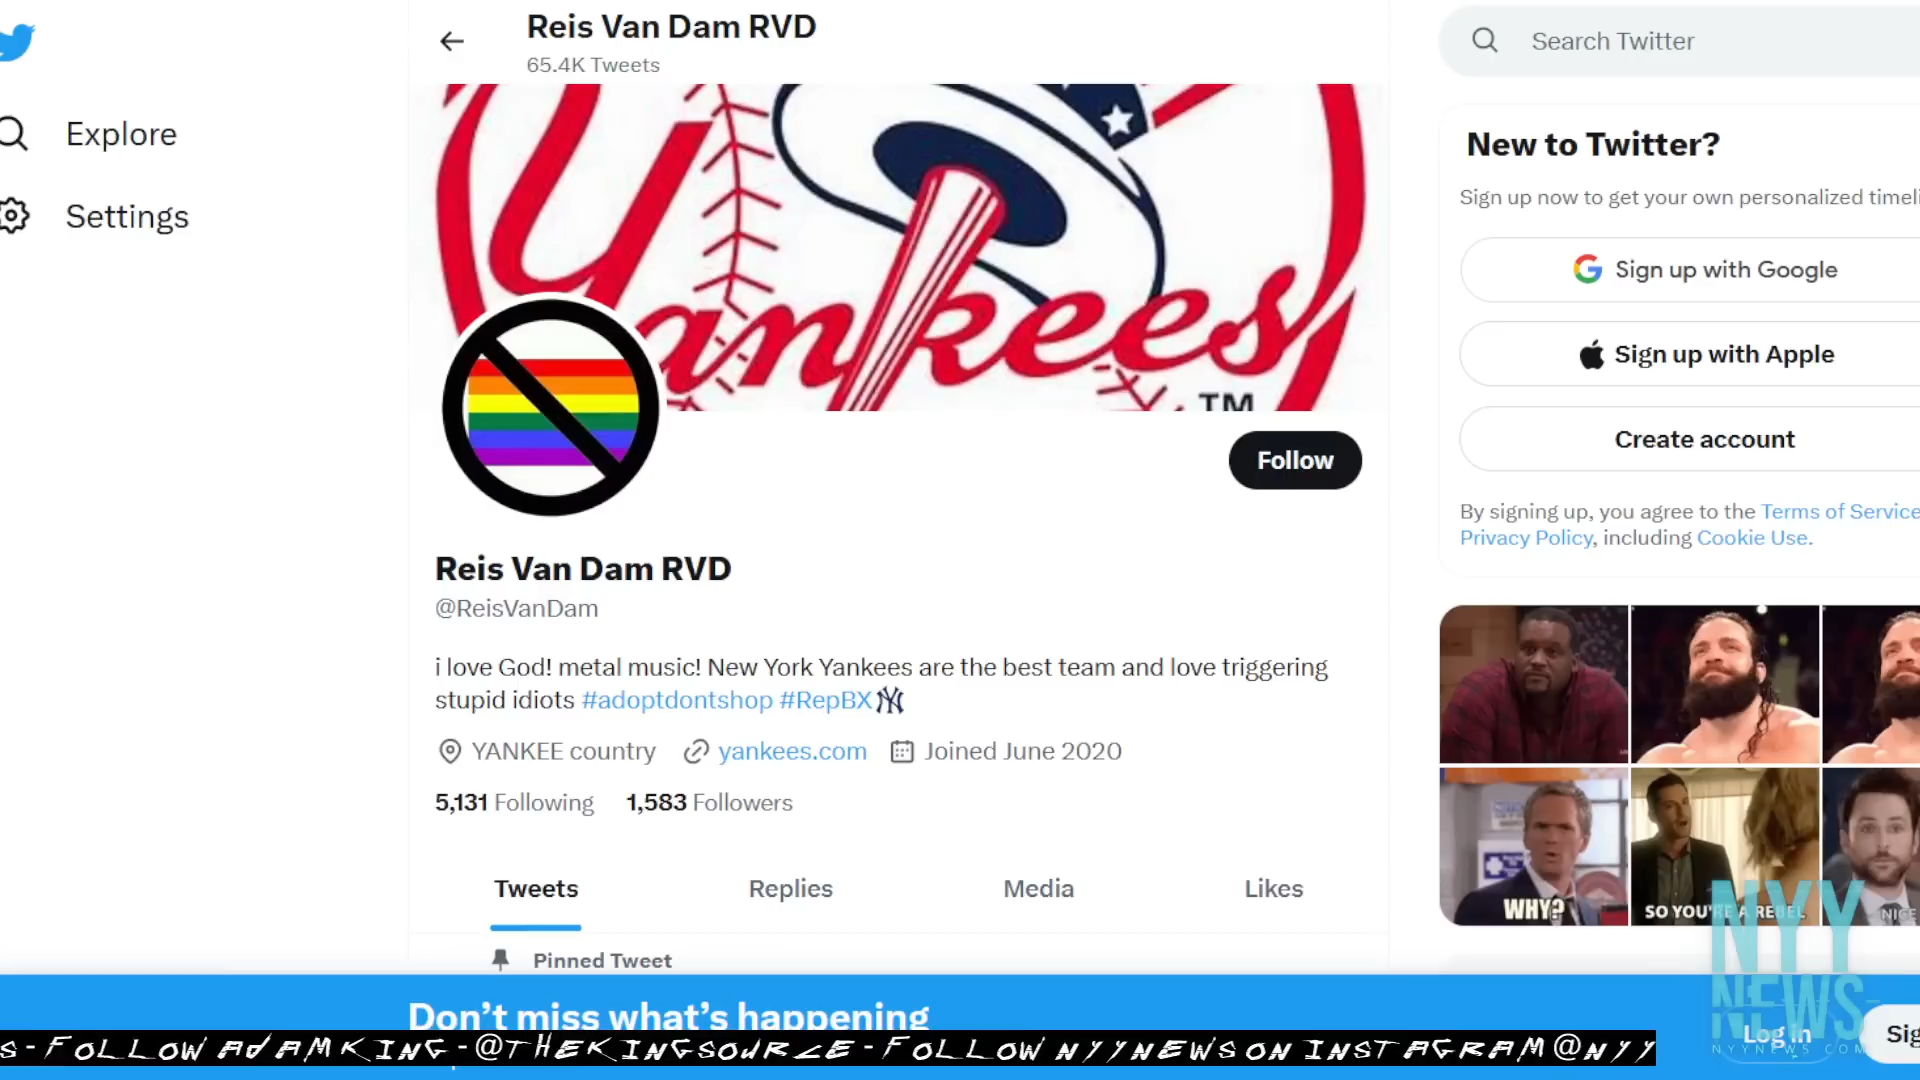 Reis Van Dam RVD
65.4K Tweets
Search Twitter
Explore
Settings
Yankees
TM
New to Twitter?
Sign up now to get your own personalized timeli
Sign up with Google
Sign up with Apple
Create account
By signing up, you agree to the Terms of Service
Privacy Policy, including Cookie Use.
Follow
Reis Van Dam RVD
@ReisVanDam
i love God! metal music! New York Yankees are the best team and love triggering
stupid idiots #adoptdontshop #RepBX
YANKEE country yankees.com Joined June 2020
5,131 Following 1,583 Followers
Tweets Replies Media Likes
Pinned Tweet
WHY?
SO YOU'RE A REBEL
NICE
Don't miss what's happening
Log in
Sig
NYY
NEWS
NYYNEWS.COM
S-FOLLOW ADAMKING-@THEKINGSOURCE-FOLLOW NYYNEWS ON INSTAGRAM@NYY